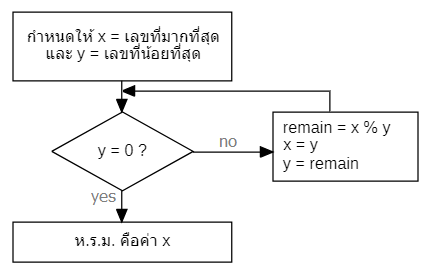 กำหนดให้ x = เลขที่มากที่สุด
และ y = เลขที่น้อยที่สุด
y = 0 ?
no
remain = x % y
x = y
y = remain
yes
ห.ร.ม. คือค่า x